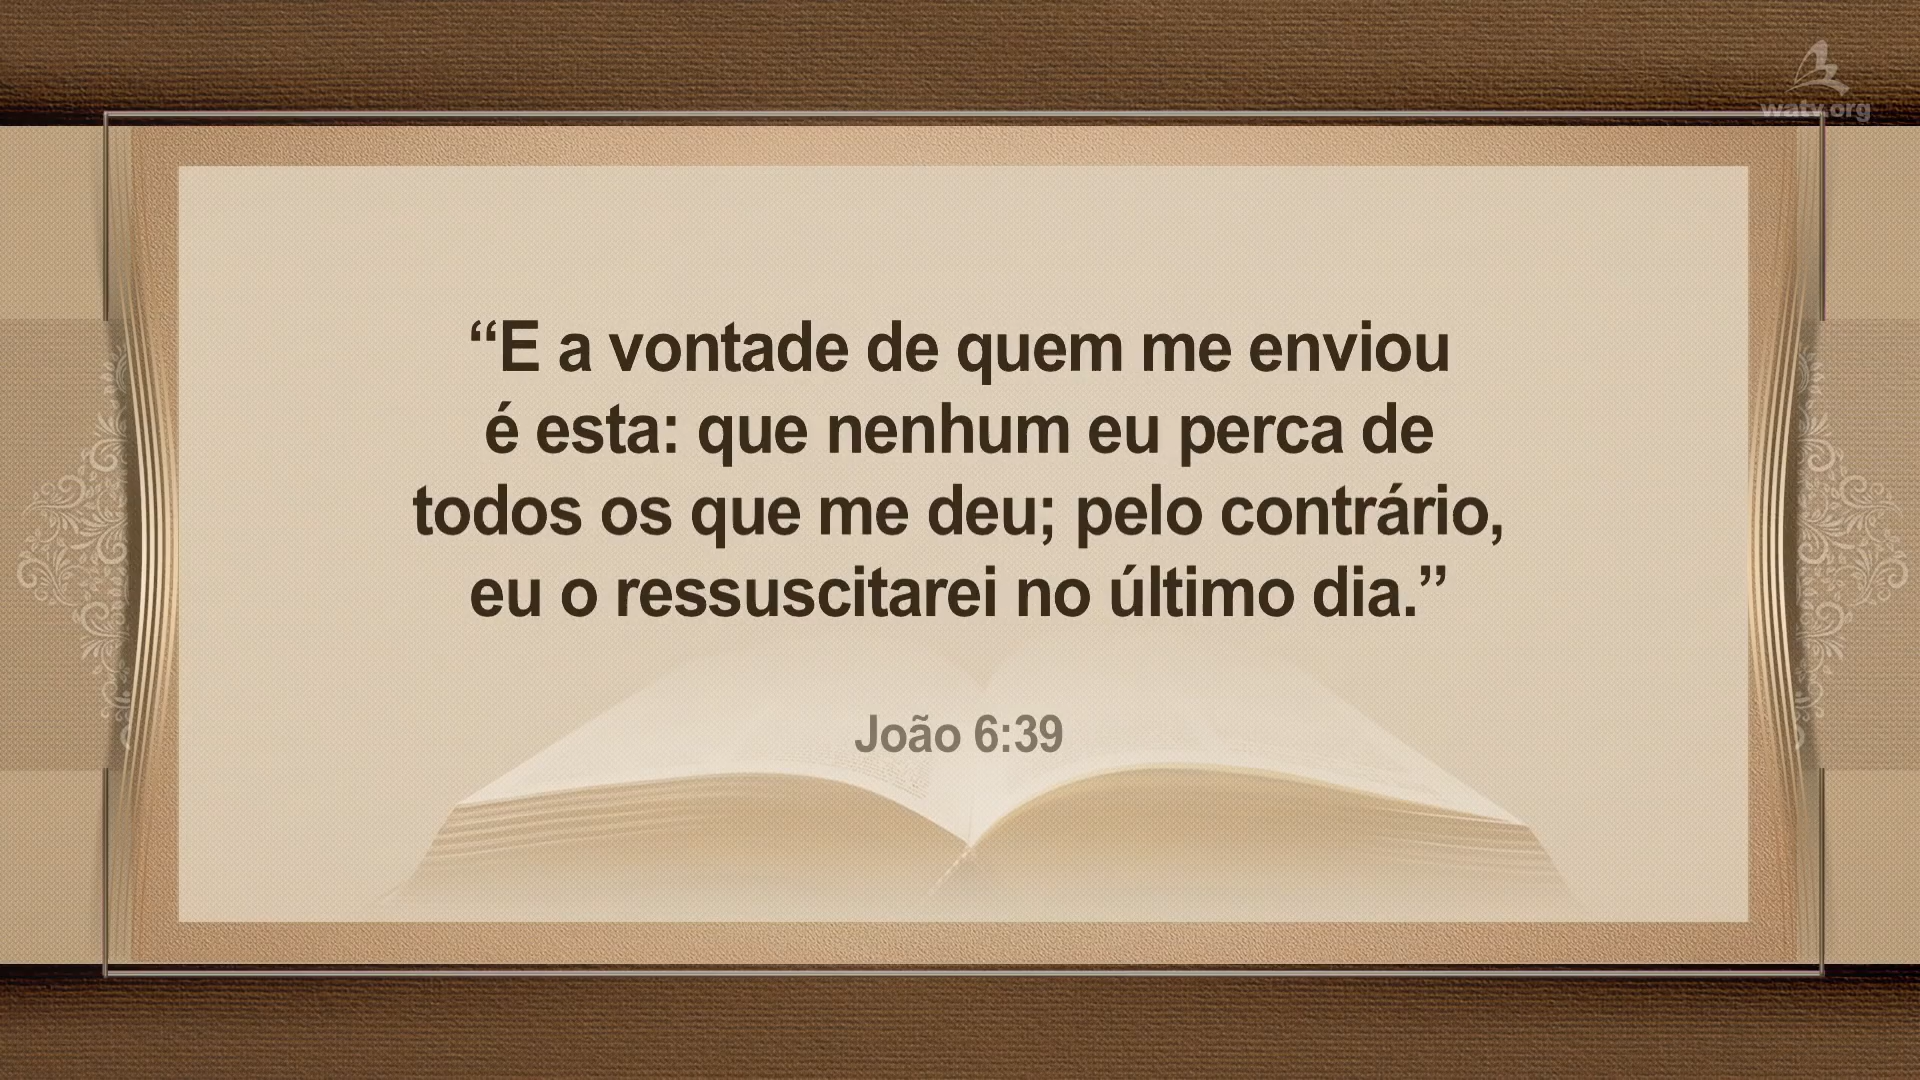 watv.org
“E a vontade de quem me enviou
é esta: que nenhum eu perca de
todos os que me deu; pelo contrário,
eu o ressuscitarei no último dia.”
João 6:39